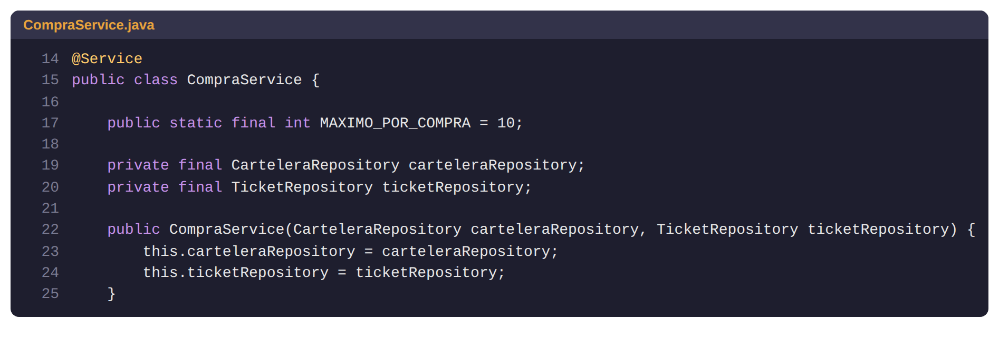 CompraService.java
14 @Service
15 public class CompraService {
16
17     public static final int MAXIMO_POR_COMPRA = 10;
18
19     private final CarteleraRepository carteleraRepository;
20     private final TicketRepository ticketRepository;
21
22     public CompraService(CarteleraRepository carteleraRepository, TicketRepository ticketRepository) {
23         this.carteleraRepository = carteleraRepository;
24         this.ticketRepository = ticketRepository;
25     }